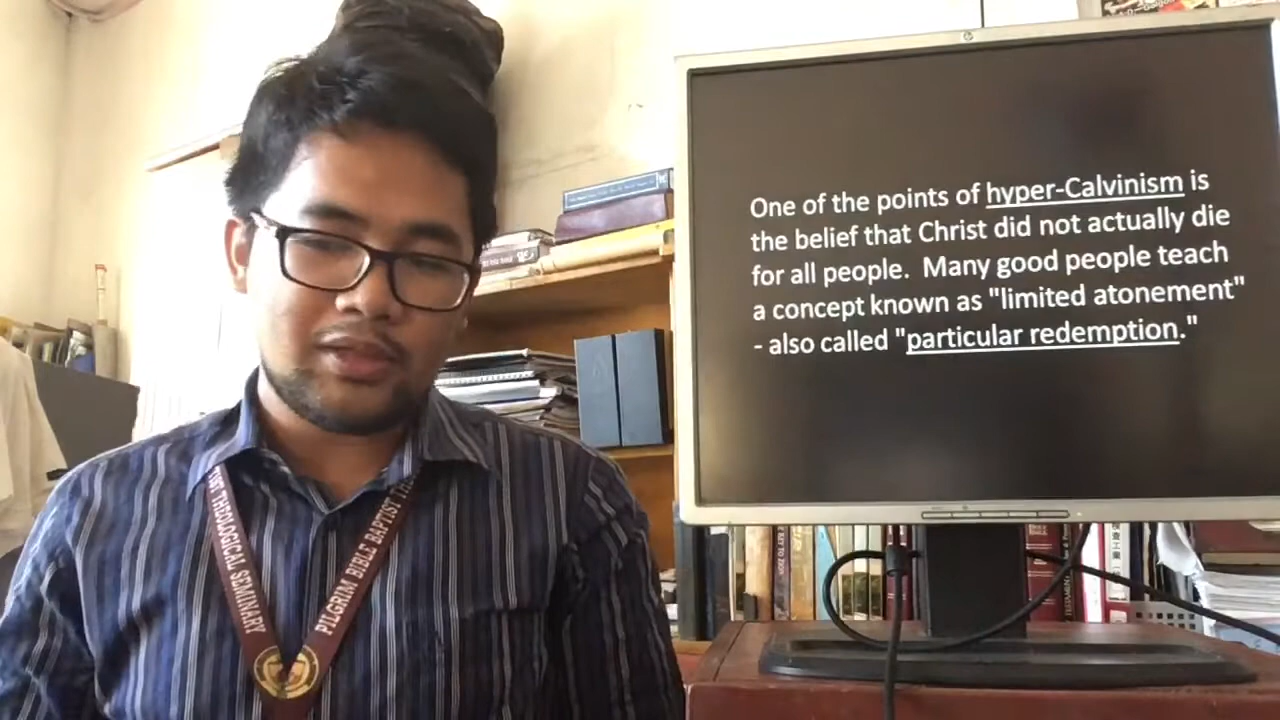 One of the points of hyper-Calvinism is
the belief that Christ did not actually die
for all people.  Many good people teach
a concept known as "limited atonement"
- also called "particular redemption."
THEOLOGICAL SEMINARY
PILGRIM BIBLE BAPTIST